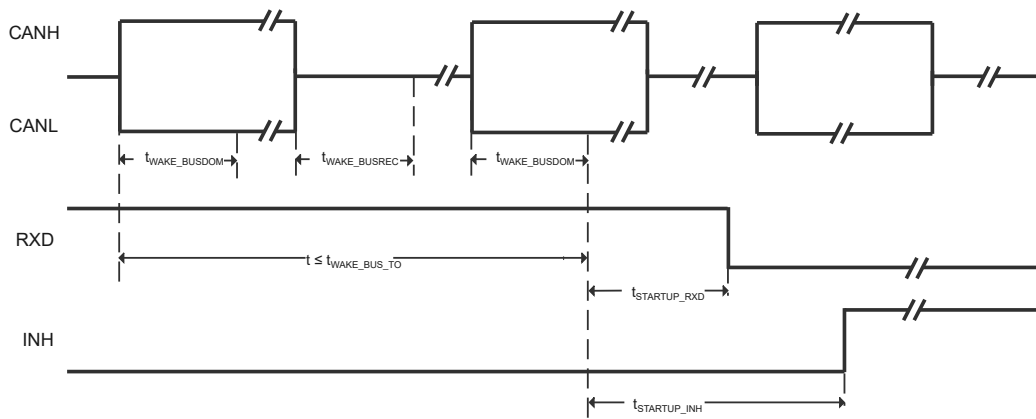 CANH
CANL
tWAKE_BUSDOM
tWAKE_BUSREC
tWAKE_BUSDOM
RXD
t ≤ tWAKE_BUS_TO
tSTARTUP_RXD
INH
tSTARTUP_INH